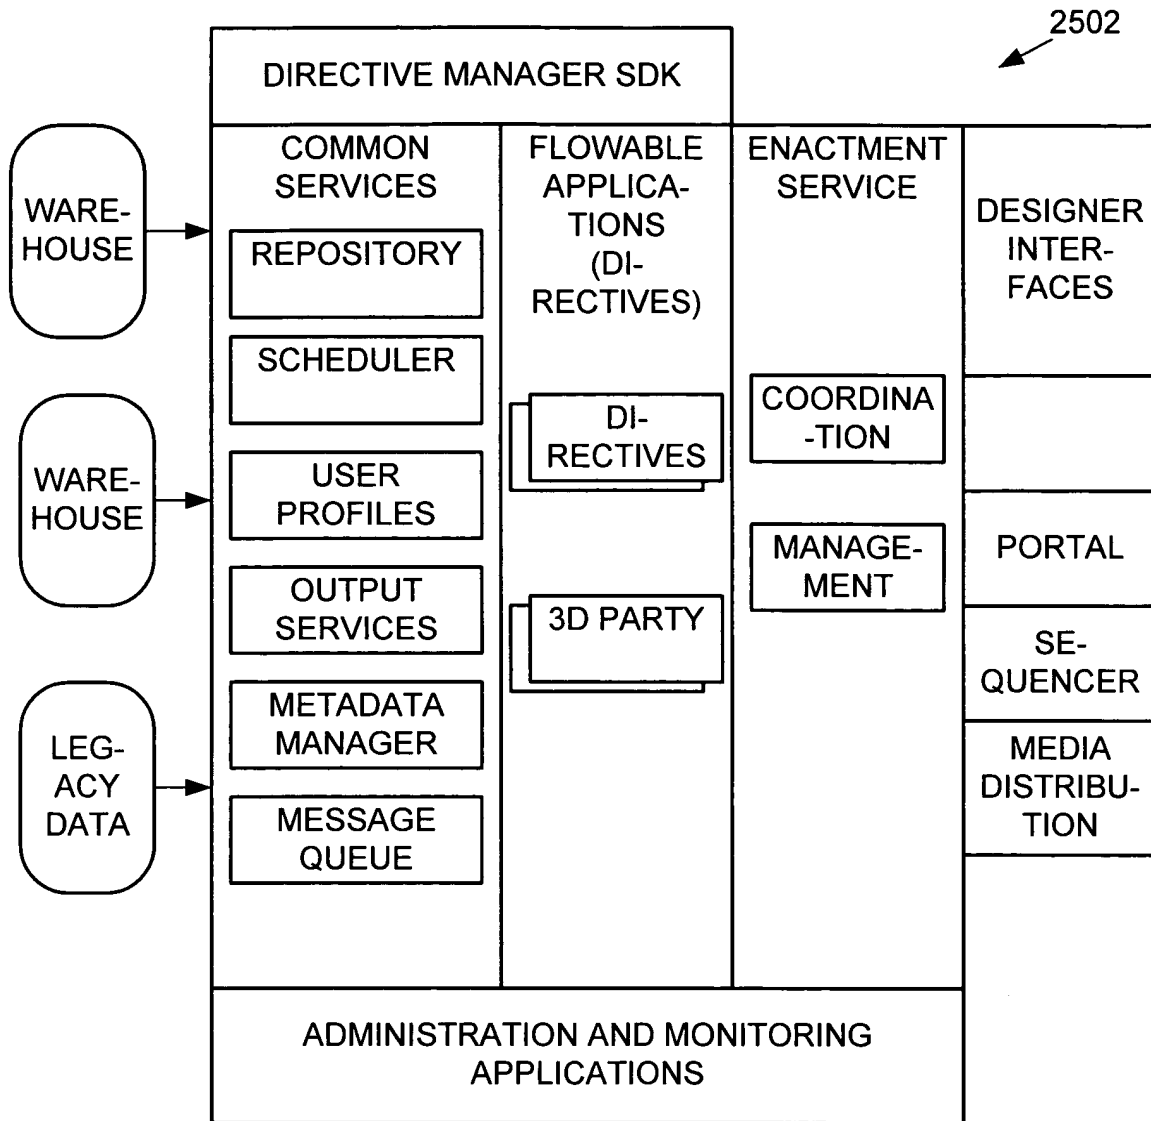 2502
DIRECTIVE MANAGER SDK
WARE-
HOUSE
WARE-
HOUSE
LEG-
ACY
DATA
COMMON
SERVICES
REPOSITORY
SCHEDULER
USER
PROFILES
OUTPUT
SERVICES
METADATA
MANAGER
MESSAGE
QUEUE
FLOWABLE
APPLICA-
TIONS
(DI-
RECTIVES)
DI-
RECTIVES
3D PARTY
ENACTMENT
SERVICE
COORDINA
-TION
MANAGE-
MENT
DESIGNER
INTER-
FACES
PORTAL
SE-
QUENCER
MEDIA
DISTRIBU-
TION
ADMINISTRATION AND MONITORING
APPLICATIONS